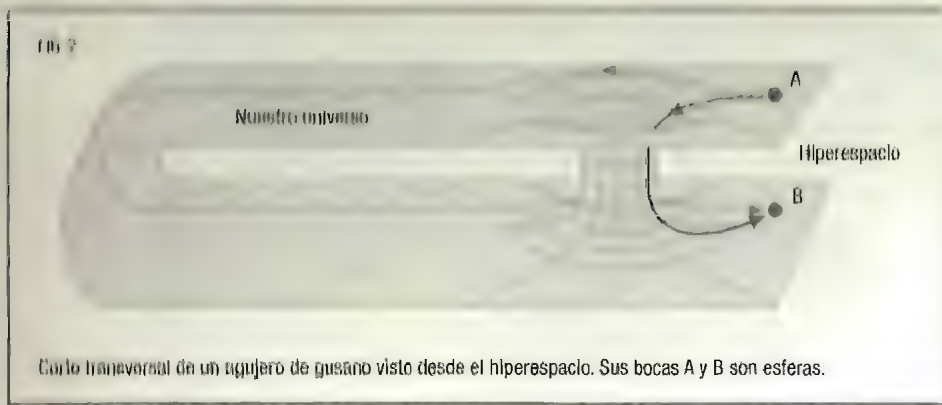 Nuestro universo
A
Hiperespacio
B
Corte transversal de un agujero de gusano visto desde el hiperespacio. Sus bocas A y B son esferas.